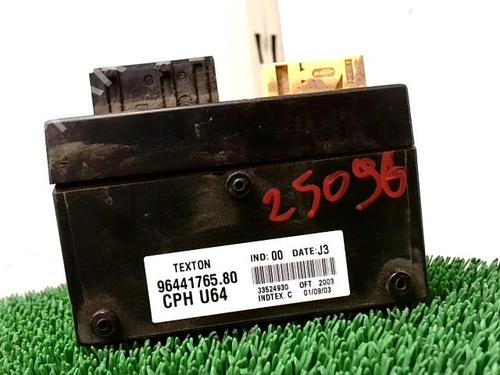 25096
TEXTON
IND: 00 DATE: J3
96441765.80
CPH U64
33524930 OFT 2003
INDTEX. C 01/09/03